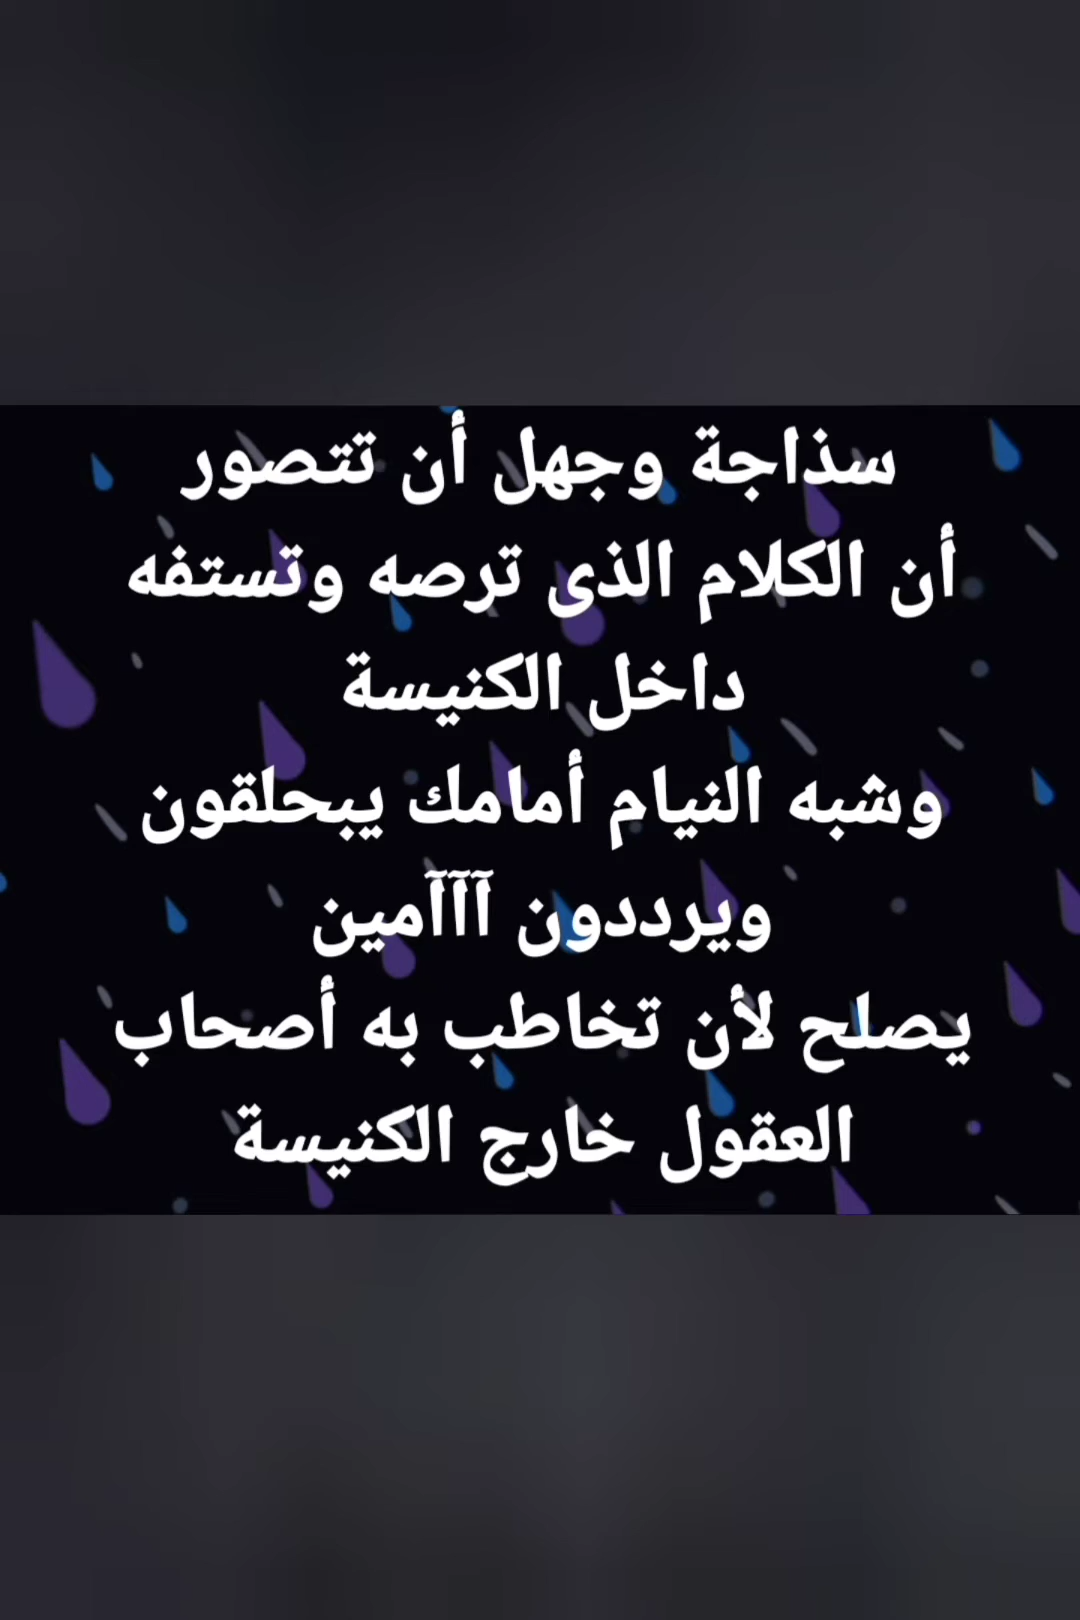 سذاجة وجهل أن تتصور
أن الكلام الذى ترصه وتستفه
داخل الكنيسة
وشبه النيام أمامك يبحلقون
ويرددون آآآمين
يصلح لأن تخاطب به أصحاب
العقول خارج الكنيسة